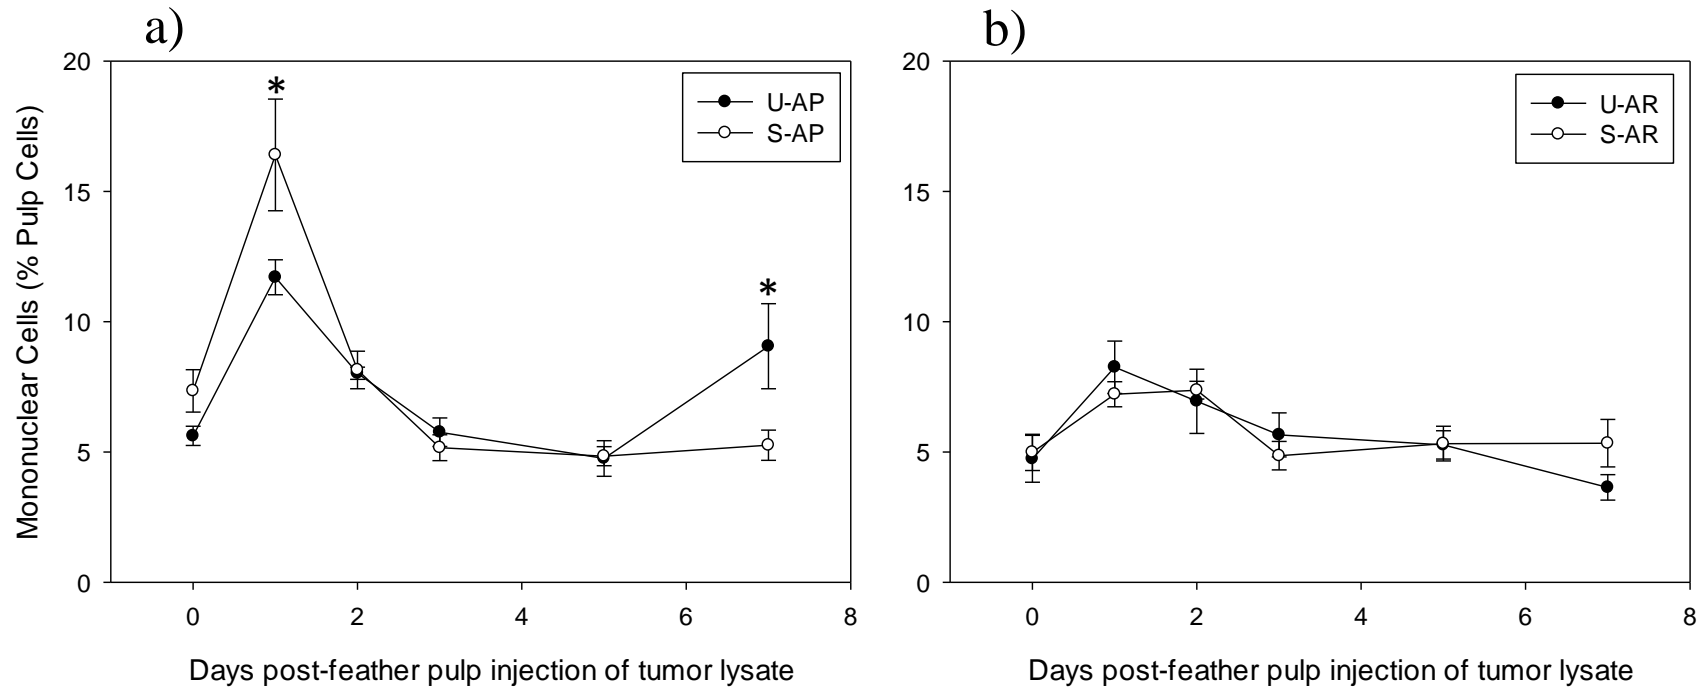 a)
20
15
10
5
0
Mononuclear Cells (% Pulp Cells)
*
*
U-AP
S-AP
0 2 4 6 8
Days post-feather pulp injection of tumor lysate
b)
20
15
10
5
0
U-AR
S-AR
0 2 4 6 8
Days post-feather pulp injection of tumor lysate